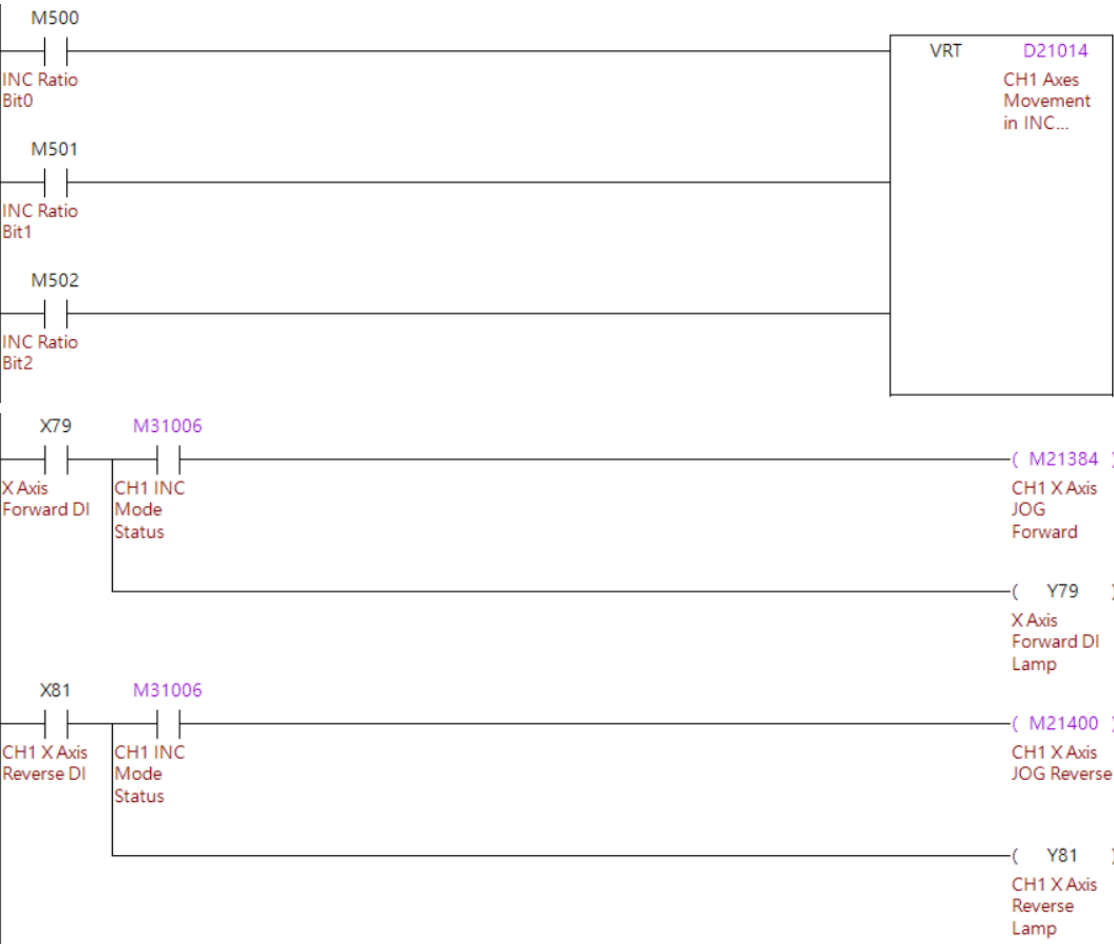 M500
VRT D21014
INC Ratio
Bit0
CH1 Axes
Movement
in INC...
M501
INC Ratio
Bit1
M502
INC Ratio
Bit2
X79 M31006
( M21384 )
X Axis
Forward DI
CH1 INC
Mode
Status
CH1 X Axis
JOG
Forward
( Y79 )
X Axis
Forward DI
Lamp
X81 M31006
( M21400 )
CH1 X Axis
Reverse DI
CH1 INC
Mode
Status
CH1 X Axis
JOG Reverse
( Y81 )
CH1 X Axis
Reverse
Lamp